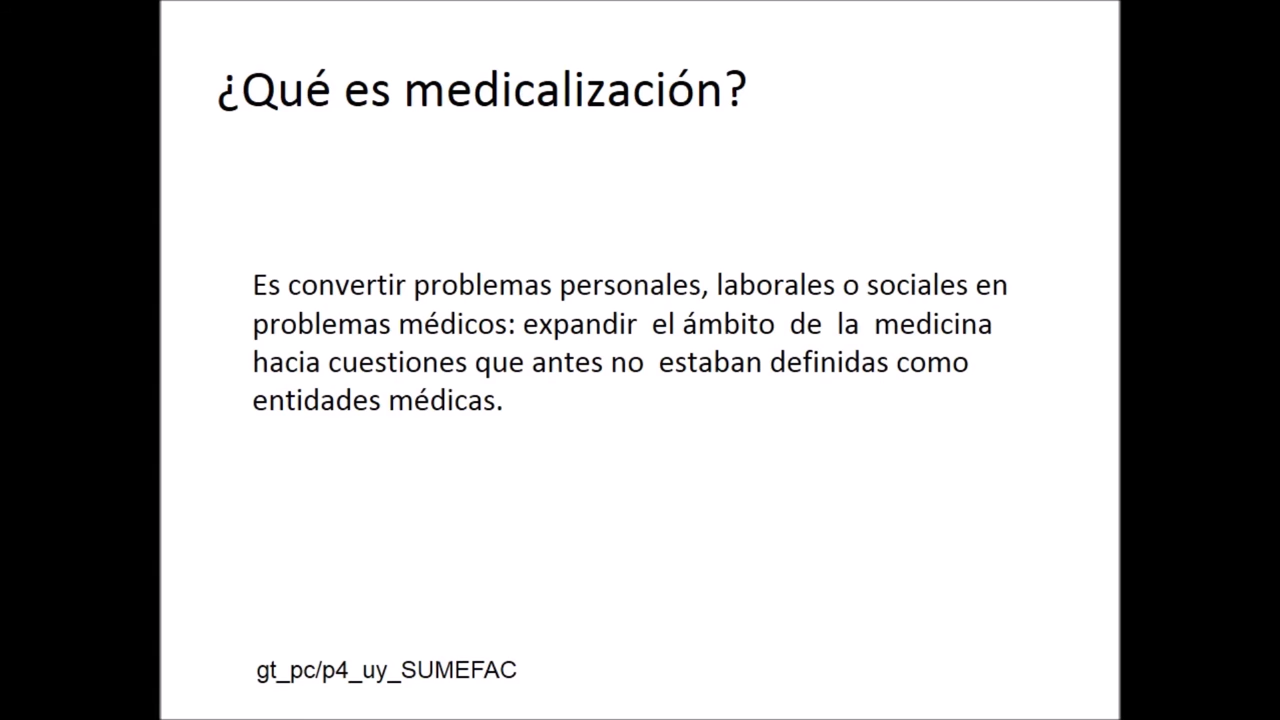 ¿Qué es medicalización?
Es convertir problemas personales, laborales o sociales en
problemas médicos: expandir el ámbito de la medicina
hacia cuestiones que antes no estaban definidas como
entidades médicas.
gt_pc/p4_uy_SUMEFAC